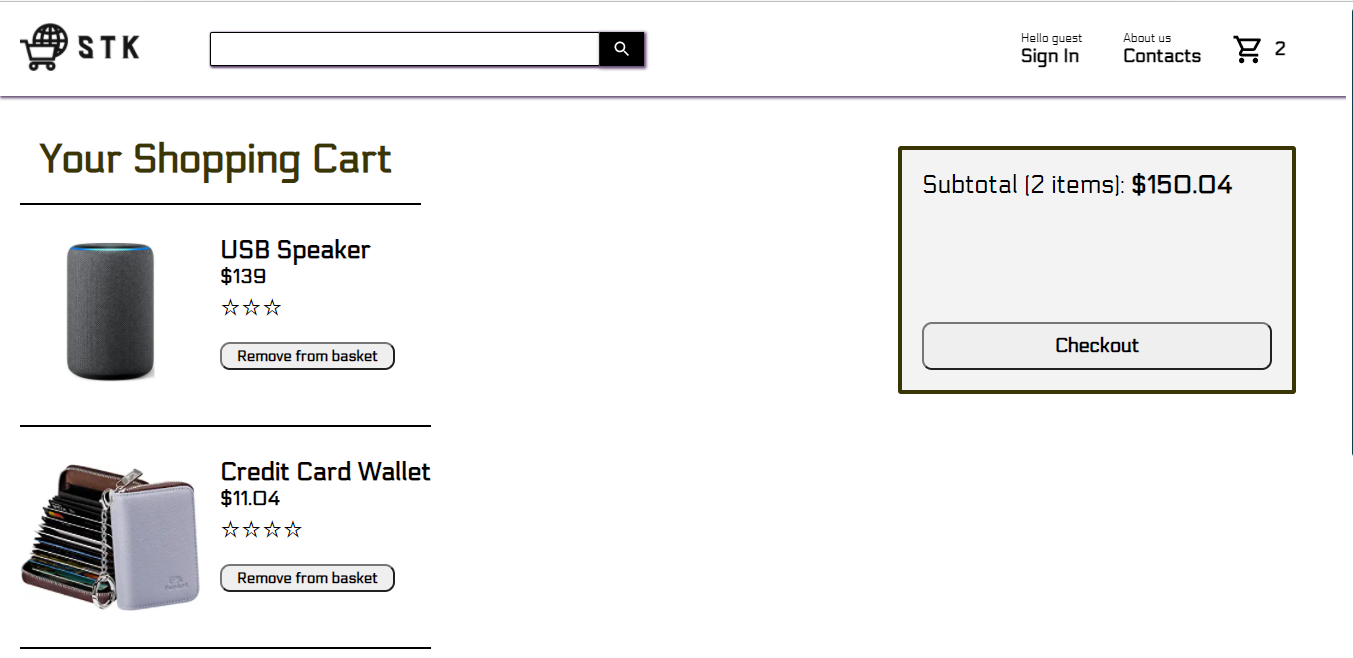 STK
Hello guest
Sign In
About us
Contacts
2
Your Shopping Cart
Subtotal (2 items): $150.04
Checkout
USB Speaker
$139
☆☆☆
Remove from basket
Credit Card Wallet
$11.04
☆☆☆☆
Remove from basket